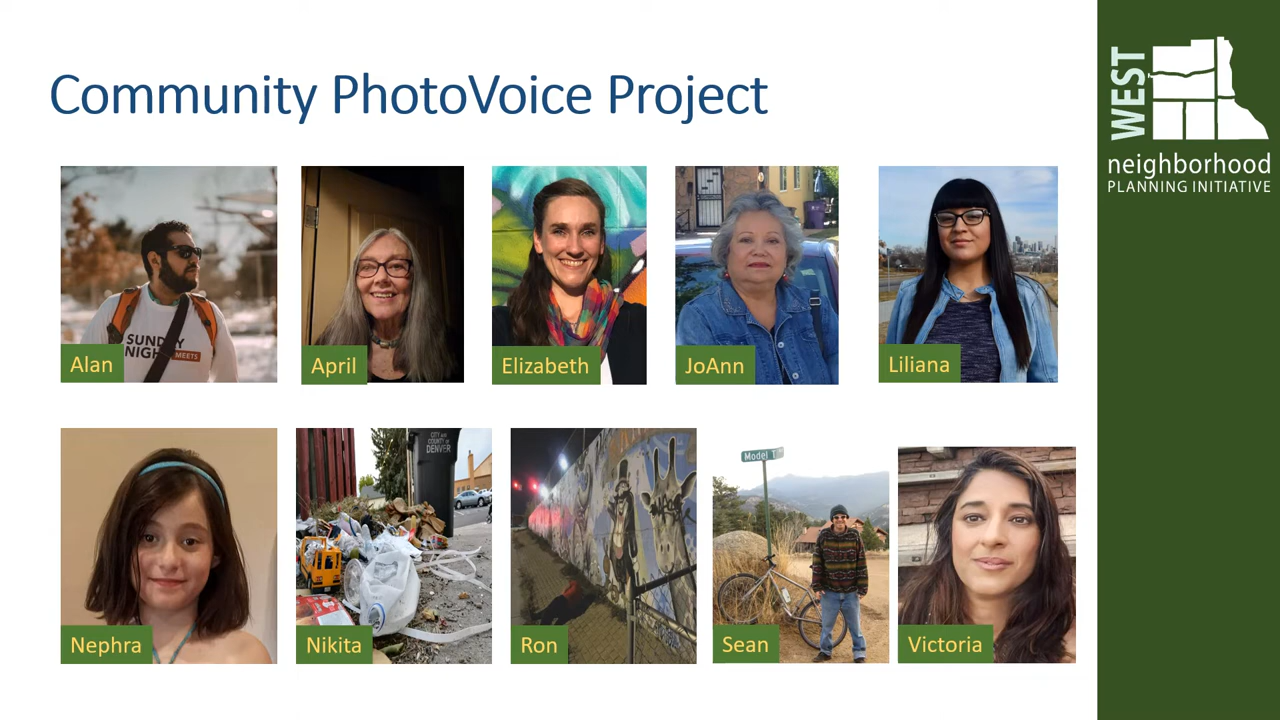 Community PhotoVoice Project
WEST
neighborhood
PLANNING INITIATIVE
SUNDAY
NIGHT MEETS
Alan
April
Elizabeth
JoAnn
Liliana
CITY AND
COUNTY OF
DENVER
Model T
Nephra
Nikita
Ron
Sean
Victoria